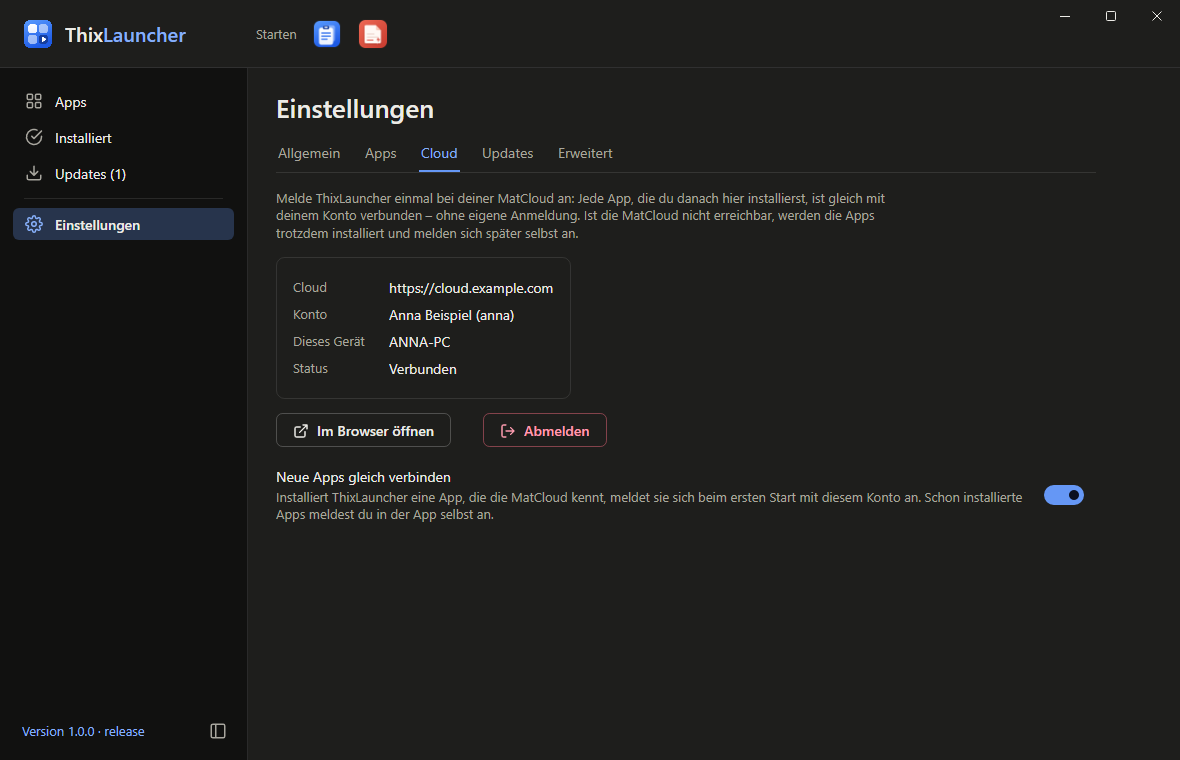 ThixLauncher
Starten
Apps
Installiert
Updates (1)
Einstellungen
Version 1.0.0 · release
Einstellungen
Allgemein Apps Cloud Updates Erweitert
Melde ThixLauncher einmal bei deiner MatCloud an: Jede App, die du danach hier installierst, ist gleich mit
deinem Konto verbunden – ohne eigene Anmeldung. Ist die MatCloud nicht erreichbar, werden die Apps
trotzdem installiert und melden sich später selbst an.
Cloud https://cloud.example.com
Konto Anna Beispiel (anna)
Dieses Gerät ANNA-PC
Status Verbunden
Im Browser öffnen Abmelden
Neue Apps gleich verbinden
Installiert ThixLauncher eine App, die die MatCloud kennt, meldet sie sich beim ersten Start mit diesem Konto an. Schon installierte
Apps meldest du in der App selbst an.